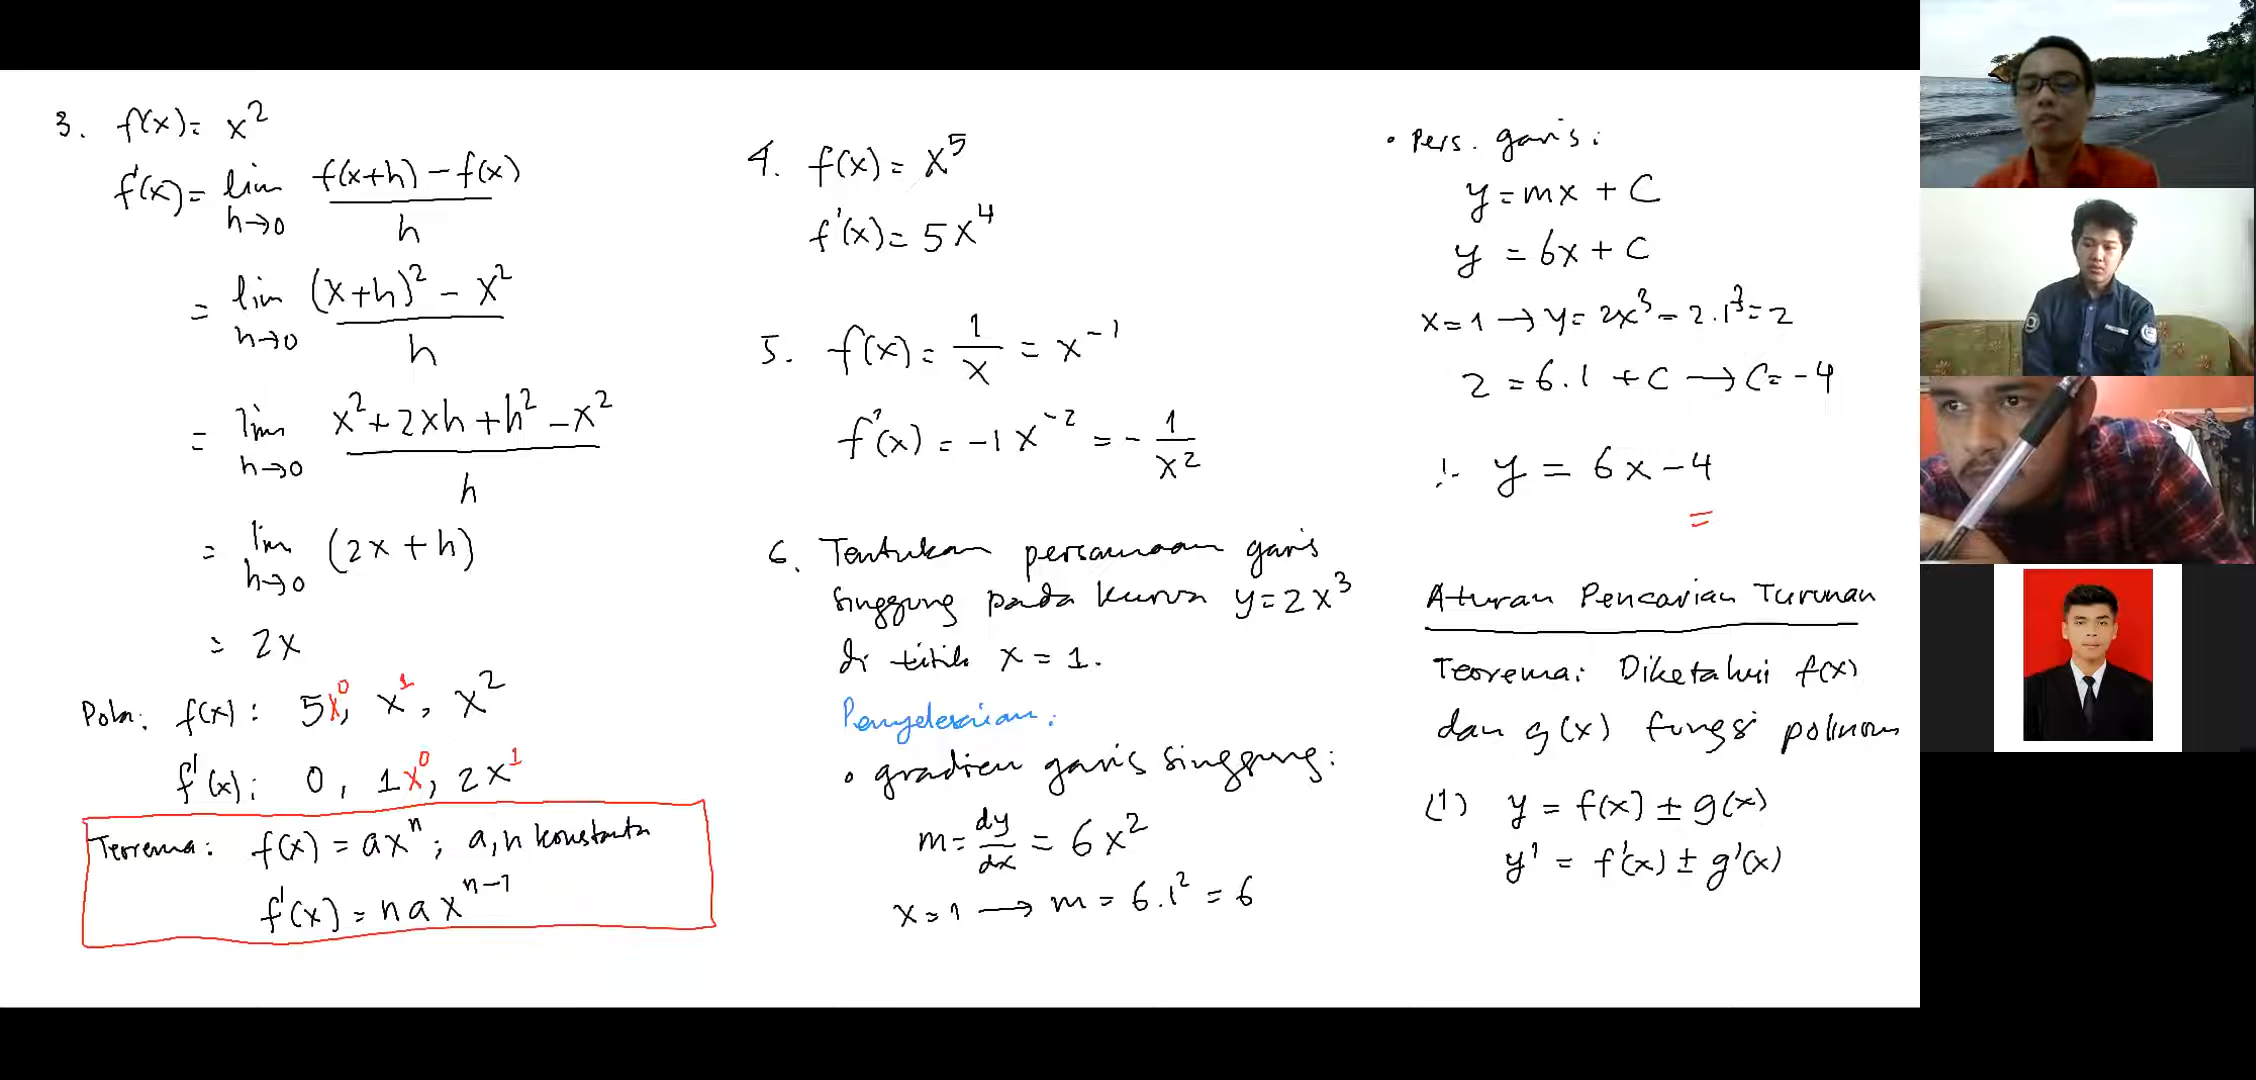 3. f(x) = x²
f'(x) = lim h→0 f(x+h) - f(x) / h
= lim h→0 (x+h)² - x² / h
= lim h→0 x² + 2xh + h² - x² / h
= lim h→0 (2x + h)
= 2x
Pola: f(x) : 5x⁰, x¹, x²
f'(x) : 0, 1x⁰, 2x¹
Teorema: f(x) = axⁿ ; a, n konstanta
f'(x) = n a xⁿ⁻¹
4. f(x) = x⁵
f'(x) = 5x⁴
5. f(x) = 1/x = x⁻¹
f'(x) = -1x⁻² = - 1/x²
6. Tentukan persamaan garis
singgung pada kurva y = 2x³
di titik x = 1.
Penyelesaian:
• gradien garis singgung:
m = dy/dx = 6x²
x = 1 → m = 6.1² = 6
• Pers. garis:
y = mx + C
y = 6x + C
x = 1 → y = 2x³ = 2.1³ = 2
2 = 6.1 + C → C = -4
∴ y = 6x - 4
=
Aturan Pencarian Turunan
Teorema: Diketahui f(x)
dan g(x) fungsi polinom
(1) y = f(x) ± g(x)
y' = f'(x) ± g'(x)